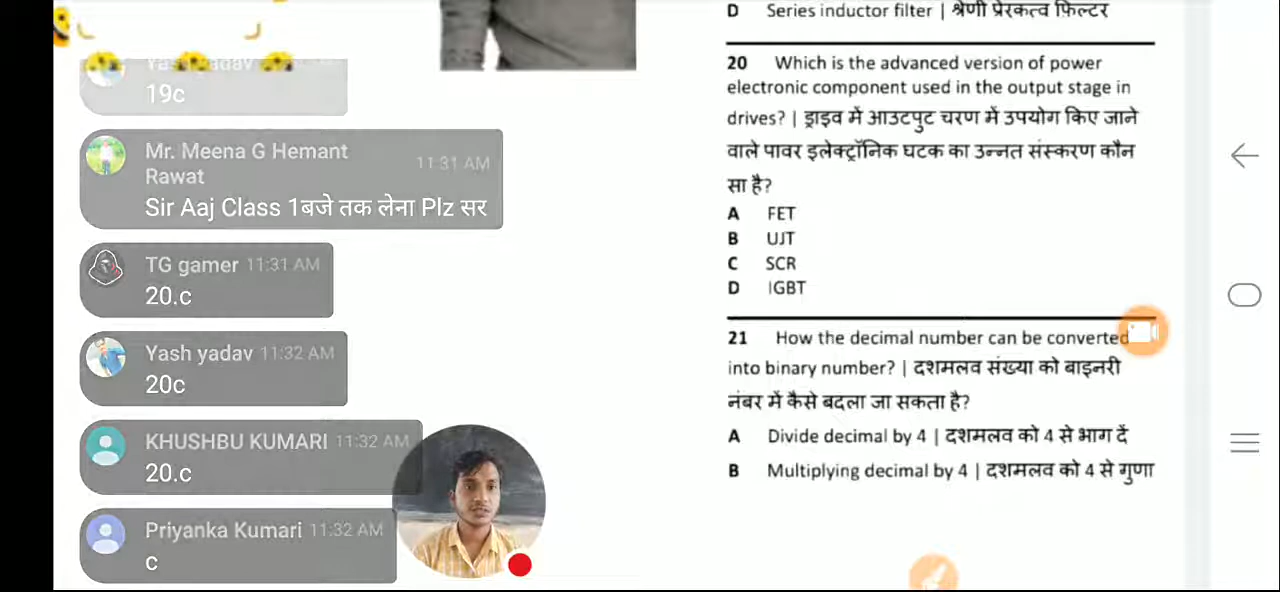 Yash yadav
19c
Mr. Meena G Hemant Rawat 11:31 AM
Sir Aaj Class 1बजे तक लेना Plz सर
TG gamer 11:31 AM
20.c
Yash yadav 11:32 AM
20c
KHUSHBU KUMARI 11:32 AM
20.c
Priyanka Kumari 11:32 AM
c
D Series inductor filter | श्रेणी प्रेरकत्व फ़िल्टर
20 Which is the advanced version of power
electronic component used in the output stage in
drives? | ड्राइव में आउटपुट चरण में उपयोग किए जाने
वाले पावर इलेक्ट्रॉनिक घटक का उन्नत संस्करण कौन
सा है?
A FET
B UJT
C SCR
D IGBT
21 How the decimal number can be converted
into binary number? | दशमलव संख्या को बाइनरी
नंबर में कैसे बदला जा सकता है?
A Divide decimal by 4 | दशमलव को 4 से भाग दें
B Multiplying decimal by 4 | दशमलव को 4 से गुणा